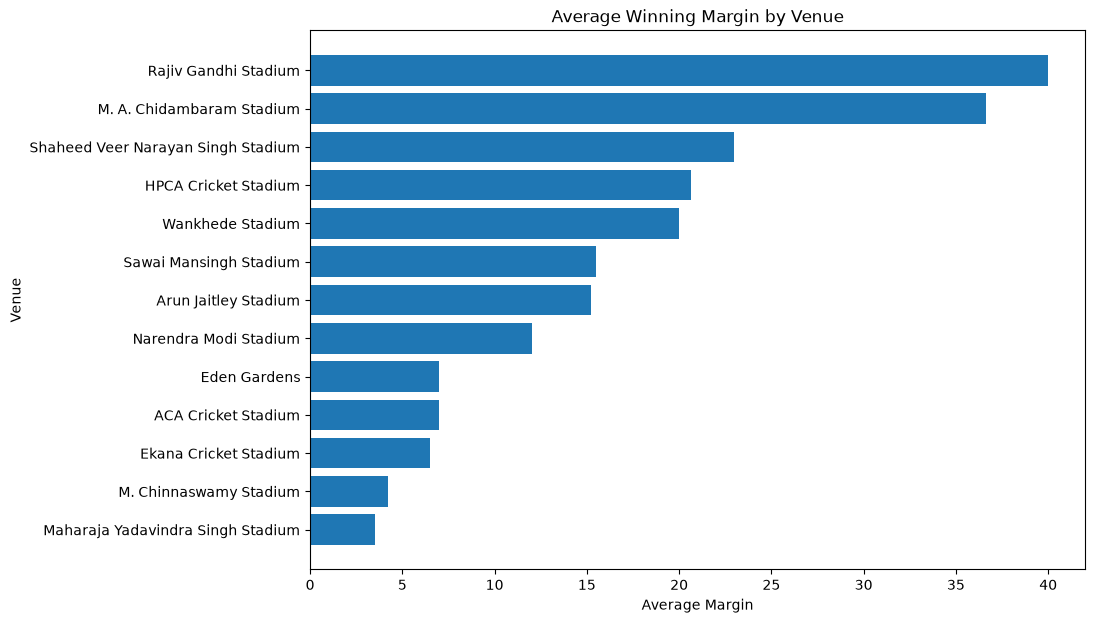 Average Winning Margin by Venue
Rajiv Gandhi Stadium
M. A. Chidambaram Stadium
Shaheed Veer Narayan Singh Stadium
HPCA Cricket Stadium
Wankhede Stadium
Sawai Mansingh Stadium
Arun Jaitley Stadium
Narendra Modi Stadium
Eden Gardens
ACA Cricket Stadium
Ekana Cricket Stadium
M. Chinnaswamy Stadium
Maharaja Yadavindra Singh Stadium
Venue
0 5 10 15 20 25 30 35 40
Average Margin